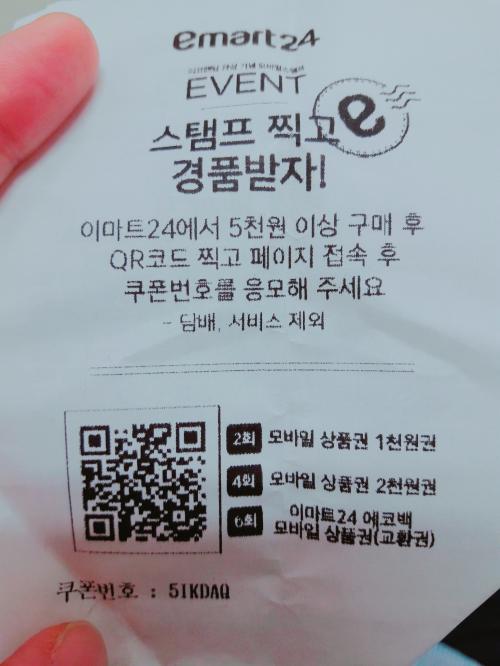 emart24
EVENT
스탬프 찍고
e
경품받자!
이마트24에서 5천원 이상 구매 후
QR코드 찍고 페이지 접속 후
쿠폰번호를 응모해 주세요
- 담배, 서비스 제외
2회 모바일 상품권 1천원권
4회 모바일 상품권 2천원권
6회 이마트24 에코백
모바일 상품권(교환권)
쿠폰번호 : 5IKDAQ